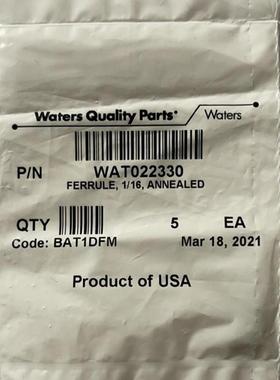 Waters Quality Parts® Waters
P/N WAT022330
FERRULE, 1/16, ANNEALED
QTY 5 EA
Code: BAT1DFM Mar 18, 2021
Product of USA